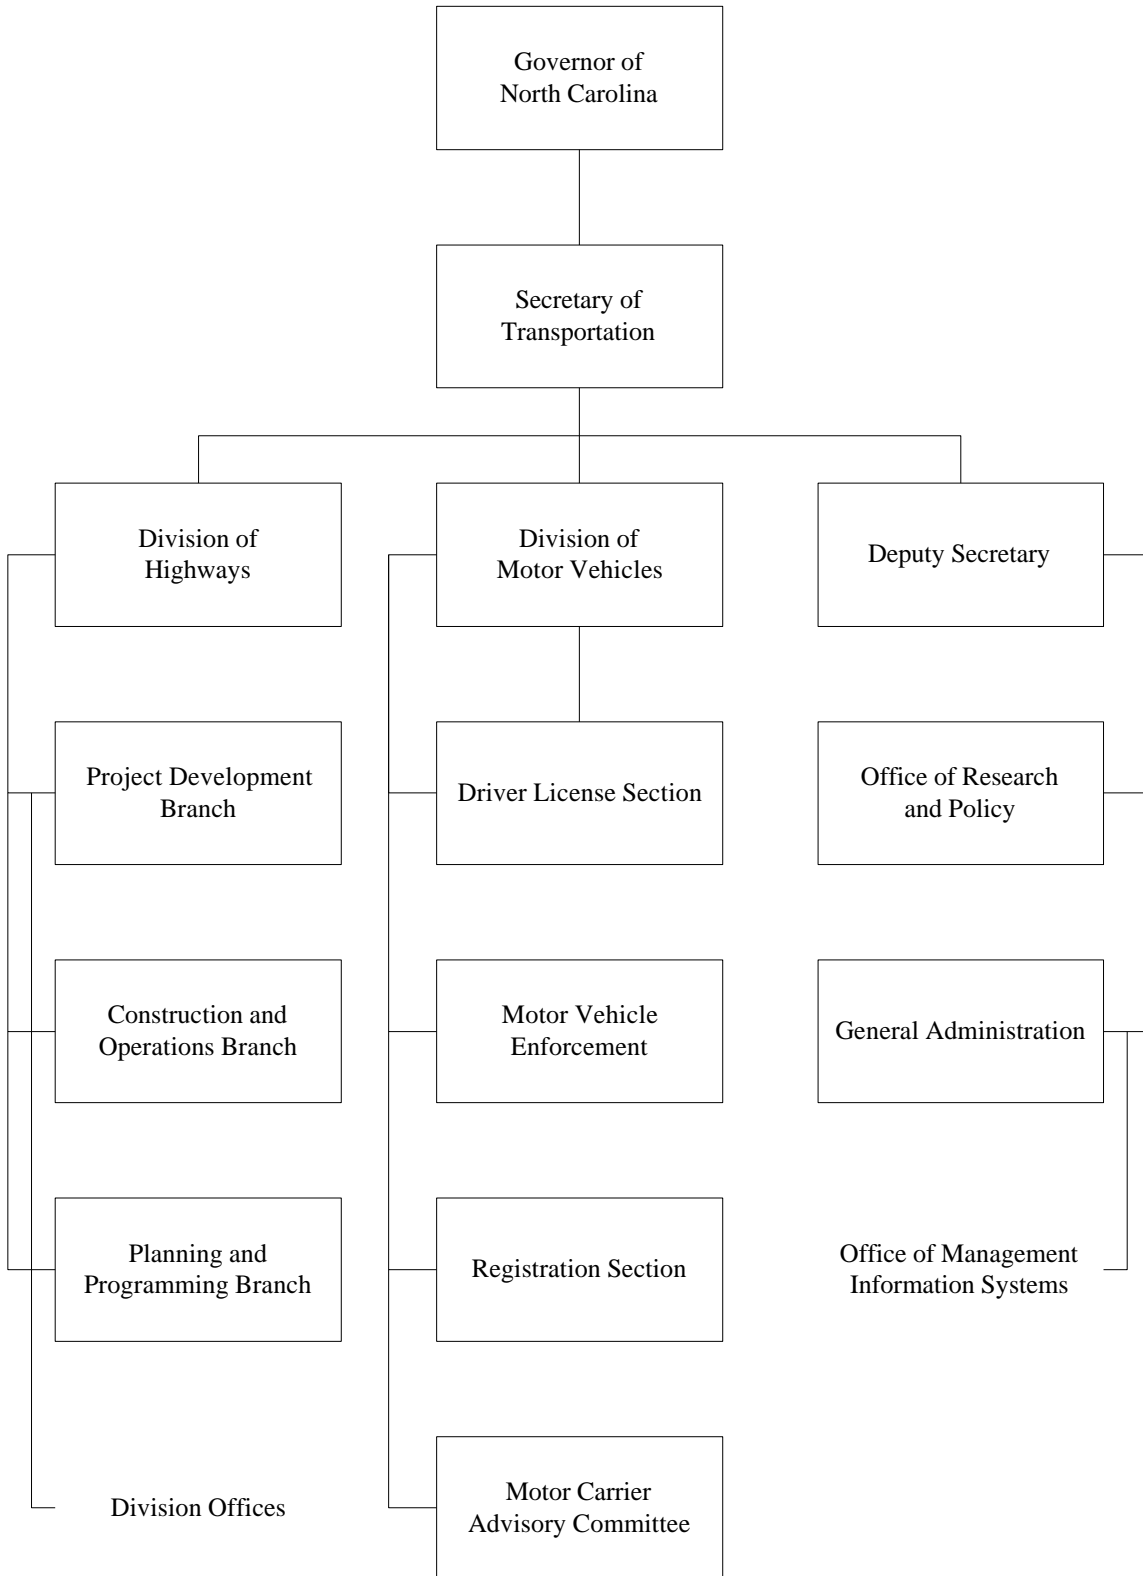 Governor of
North Carolina
Secretary of
Transportation
Division of
Highways
Division of
Motor Vehicles
Deputy Secretary
Project Development
Branch
Driver License Section
Office of Research
and Policy
Construction and
Operations Branch
Motor Vehicle
Enforcement
General Administration
Planning and
Programming Branch
Registration Section
Office of Management
Information Systems
Division Offices
Motor Carrier
Advisory Committee